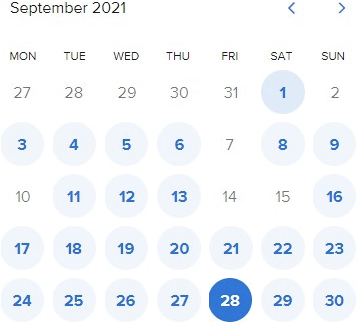 September 2021
MON TUE WED THU FRI SAT SUN
27 28 29 30 31 1 2
3 4 5 6 7 8 9
10 11 12 13 14 15 16
17 18 19 20 21 22 23
24 25 26 27 28 29 30